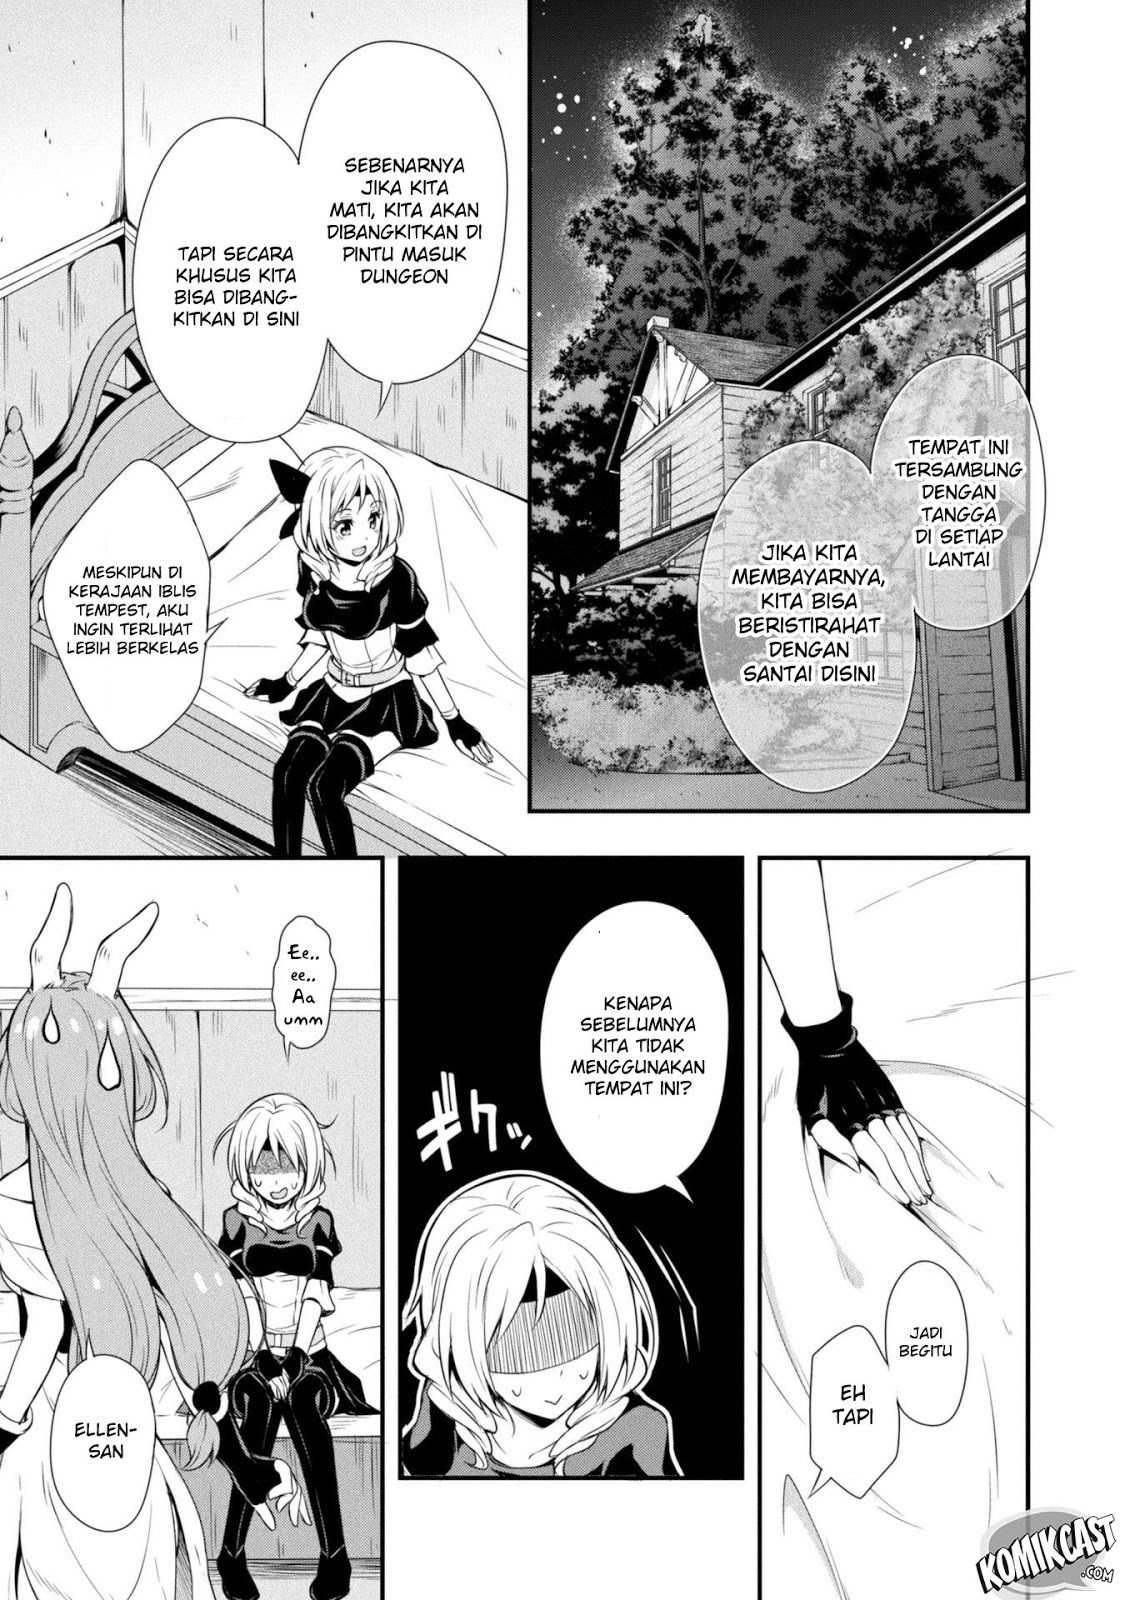 TEMPAT INI
TERSAMBUNG
DENGAN
TANGGA
DI SETIAP
LANTAI
JIKA KITA
MEMBAYARNYA,
KITA BISA
BERISTIRAHAT
DENGAN
SANTAI DISINI
SEBENARNYA
JIKA KITA
MATI, KITA AKAN
DIBANGKITKAN DI
PINTU MASUK
DUNGEON
TAPI SECARA
KHUSUS KITA
BISA DIBANG-
KITKAN DI SINI
MESKIPUN DI
KERAJAAN IBLIS
TEMPEST, AKU
INGIN TERLIHAT
LEBIH BERKELAS
JADI
BEGITU
EH
TAPI
KENAPA
SEBELUMNYA
KITA TIDAK
MENGGUNAKAN
TEMPAT INI?
ギクッ
Ee..
ee..
Aa
umm
ELLEN-
SAN
KOMIKCAST
.COM